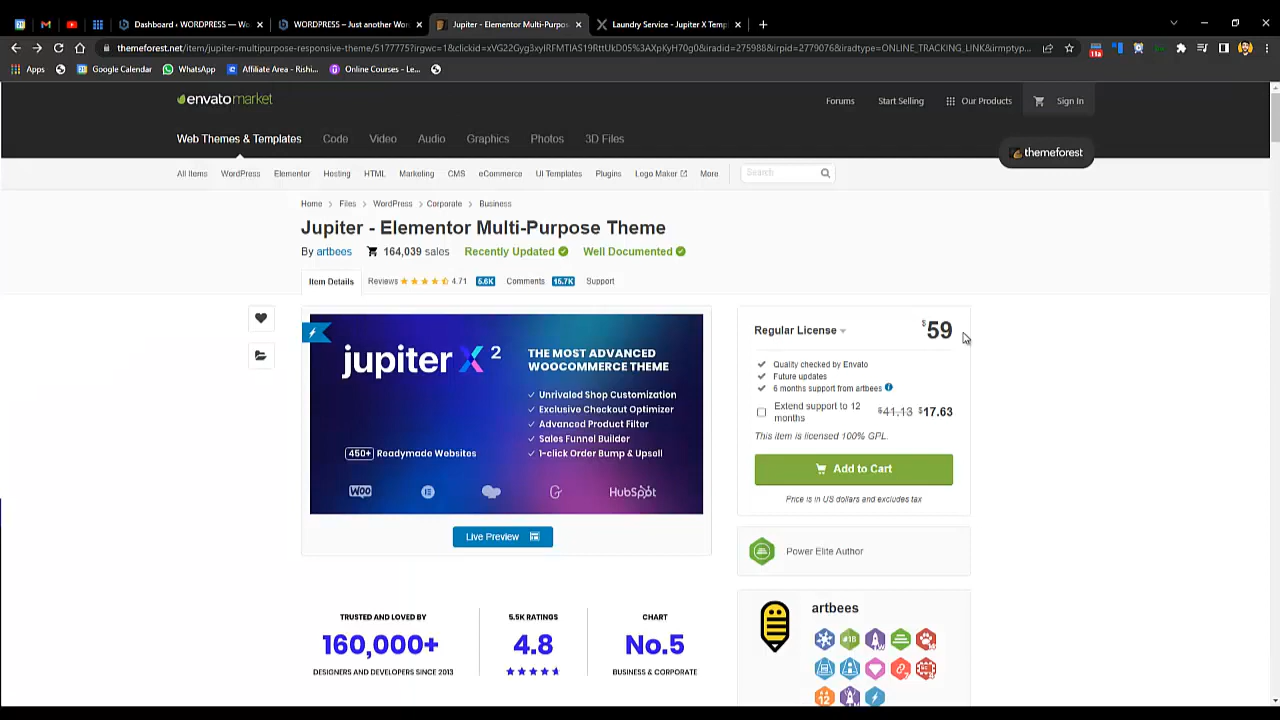 Dashboard ‹ WORDPRESS — Wo
WORDPRESS – Just another Wor
Jupiter - Elementor Multi-Purpos
Laundry Service - Jupiter X Temp
themeforest.net/item/jupiter-multipurpose-responsive-theme/5177775?irgwc=1&clickid=xVG22Gyg3xyIRFMTIAS19RttUkD05%3AXpKyH70g0&iradid=275988&irpid=2779076&iradtype=ONLINE_TRACKING_LINK&irmptyp...
Apps
Google Calendar
WhatsApp
Affiliate Area - Rishi...
Online Courses - Le...
envatomarket
Forums
Start Selling
Our Products
Sign In
Web Themes & Templates
Code
Video
Audio
Graphics
Photos
3D Files
themeforest
All Items
WordPress
Elementor
Hosting
HTML
Marketing
CMS
eCommerce
UI Templates
Plugins
Logo Maker
More
Search
Home > Files > WordPress > Corporate > Business
Jupiter - Elementor Multi-Purpose Theme
By artbees 164,039 sales Recently Updated Well Documented
Item Details Reviews 4.71 5.6K Comments 15.7K Support
jupiter X 2
THE MOST ADVANCED
WOOCOMMERCE THEME
Unrivaled Shop Customization
Exclusive Checkout Optimizer
Advanced Product Filter
Sales Funnel Builder
1-click Order Bump & Upsell
450+ Readymade Websites
WOO
HubSpot
Live Preview
Regular License
$59
Quality checked by Envato
Future updates
6 months support from artbees
Extend support to 12
months
$41.13 $17.63
This item is licensed 100% GPL.
Add to Cart
Price is in US dollars and excludes tax
Power Elite Author
artbees
TRUSTED AND LOVED BY
160,000+
DESIGNERS AND DEVELOPERS SINCE 2013
5.5K RATINGS
4.8
CHART
No.5
BUSINESS & CORPORATE